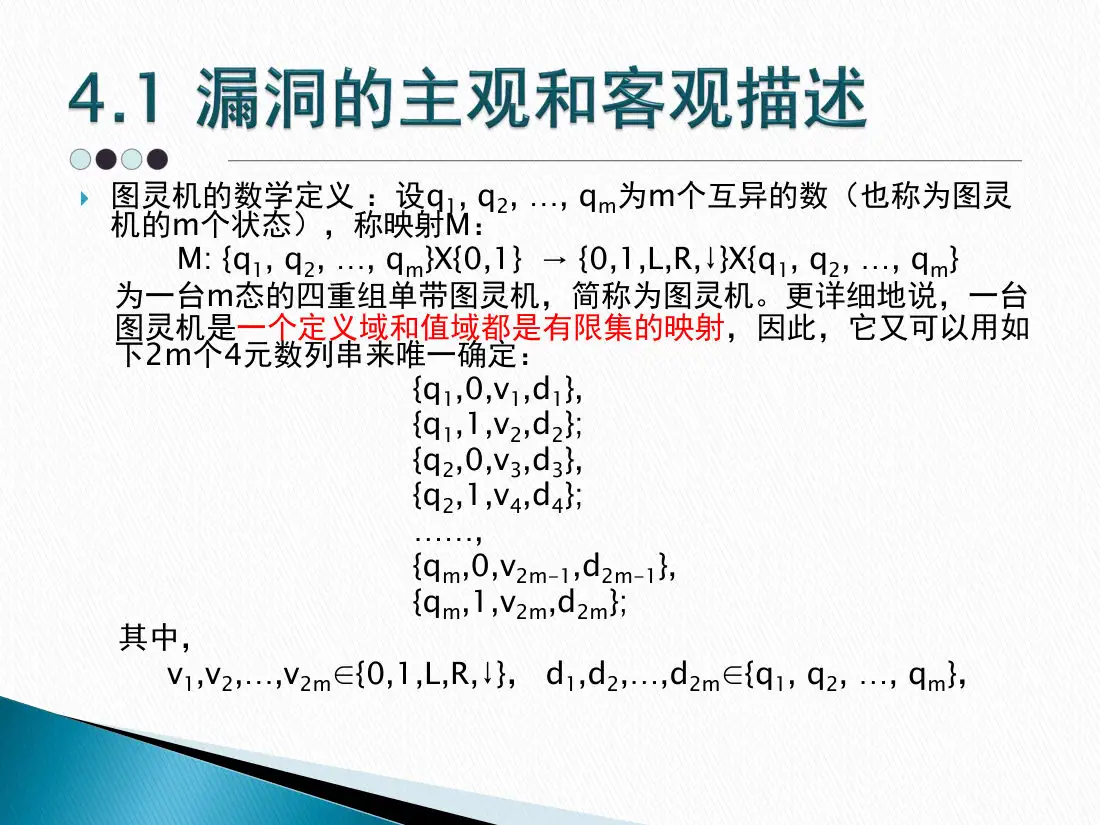 4.1 漏洞的主观和客观描述
图灵机的数学定义 ：设q₁, q₂, …, qₘ为m个互异的数（也称为图灵
机的m个状态），称映射M：
M: {q₁, q₂, …, qₘ}X{0,1} → {0,1,L,R,↓}X{q₁, q₂, …, qₘ}
为一台m态的四重组单带图灵机，简称为图灵机。更详细地说，一台
图灵机是一个定义域和值域都是有限集的映射，因此，它又可以用如
下2m个4元数列串来唯一确定：
{q₁,0,v₁,d₁},
{q₁,1,v₂,d₂};
{q₂,0,v₃,d₃},
{q₂,1,v₄,d₄};
……,
{qₘ,0,v₂ₘ₋₁,d₂ₘ₋₁},
{qₘ,1,v₂ₘ,d₂ₘ};
其中，
v₁,v₂,…,v₂ₘ∈{0,1,L,R,↓}， d₁,d₂,…,d₂ₘ∈{q₁, q₂, …, qₘ}，